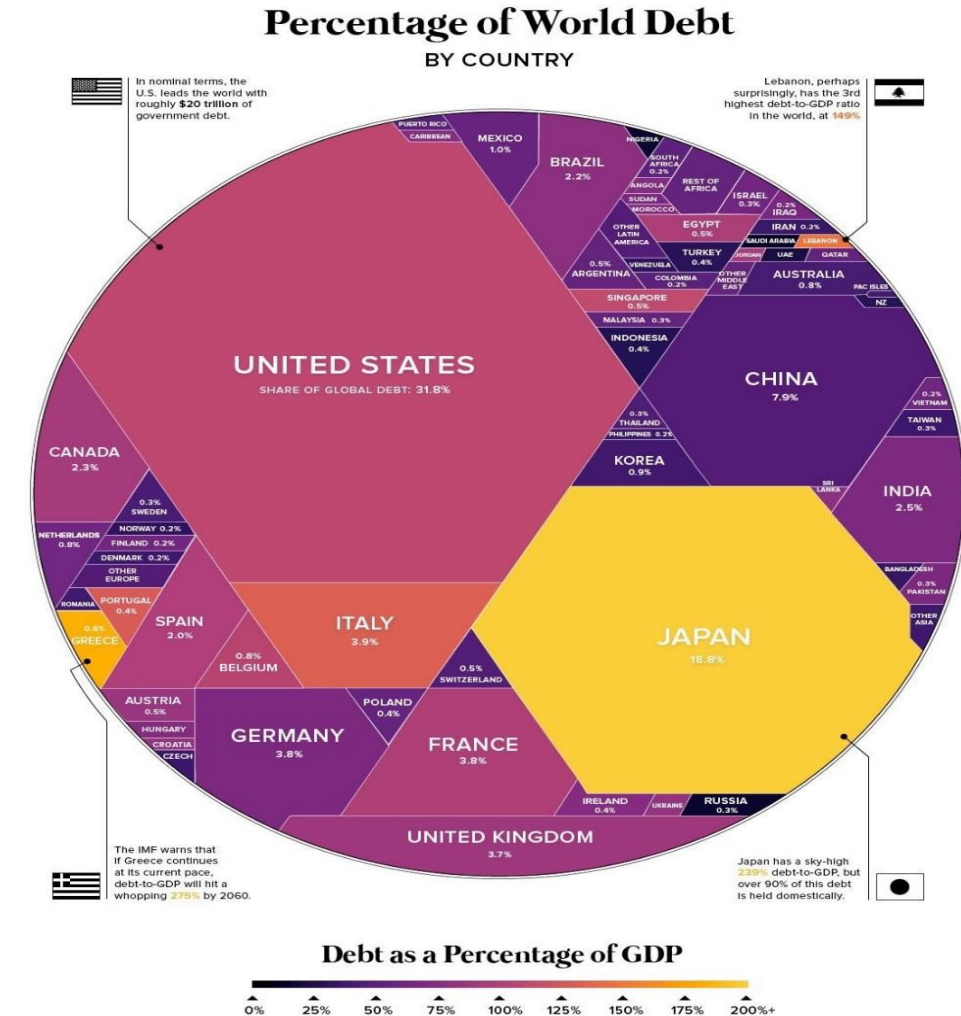 Percentage of World Debt
BY COUNTRY
In nominal terms, the
U.S. leads the world with
roughly $20 trillion of
government debt.
Lebanon, perhaps
surprisingly, has the 3rd
highest debt-to-GDP ratio
in the world, at 149%
PUERTO RICO
CARIBBEAN
MEXICO
1.0%
BRAZIL
2.2%
NIGERIA
SOUTH
AFRICA
0.2%
ANGOLA
SUDAN
MOROCCO
REST OF
AFRICA
ISRAEL
0.3%
0.2%
IRAQ
EGYPT
0.5%
IRAN 0.2%
SAUDI ARABIA
LEBANON
OTHER
LATIN
AMERICA
TURKEY
0.4%
JORDAN
UAE
QATAR
0.5%
ARGENTINA
VENEZUELA
COLOMBIA
0.2%
OTHER
MIDDLE
EAST
AUSTRALIA
0.8%
PAC ISLES
NZ
SINGAPORE
0.5%
MALAYSIA 0.3%
INDONESIA
0.4%
UNITED STATES
SHARE OF GLOBAL DEBT: 31.8%
CHINA
7.9%
0.2%
VIETNAM
TAIWAN
0.3%
0.3%
THAILAND
PHILIPPINES 0.2%
KOREA
0.9%
CANADA
2.3%
SRI
LANKA
INDIA
2.5%
0.3%
SWEDEN
NORWAY 0.2%
NETHERLANDS
0.8%
FINLAND 0.2%
DENMARK 0.2%
OTHER
EUROPE
BANGLADESH
0.3%
PAKISTAN
OTHER
ASIA
ROMANIA
PORTUGAL
0.4%
GREECE
SPAIN
2.0%
ITALY
3.9%
JAPAN
18.8%
0.8%
BELGIUM
0.5%
SWITZERLAND
AUSTRIA
0.5%
HUNGARY
CROATIA
CZECH
GERMANY
3.8%
POLAND
0.4%
FRANCE
3.8%
IRELAND
0.4%
UKRAINE
RUSSIA
0.3%
UNITED KINGDOM
3.7%
The IMF warns that
if Greece continues
at its current pace,
debt-to-GDP will hit a
whopping 275% by 2060.
Japan has a sky-high
239% debt-to-GDP, but
over 90% of this debt
is held domestically.
Debt as a Percentage of GDP
0% 25% 50% 75% 100% 125% 150% 175% 200%+